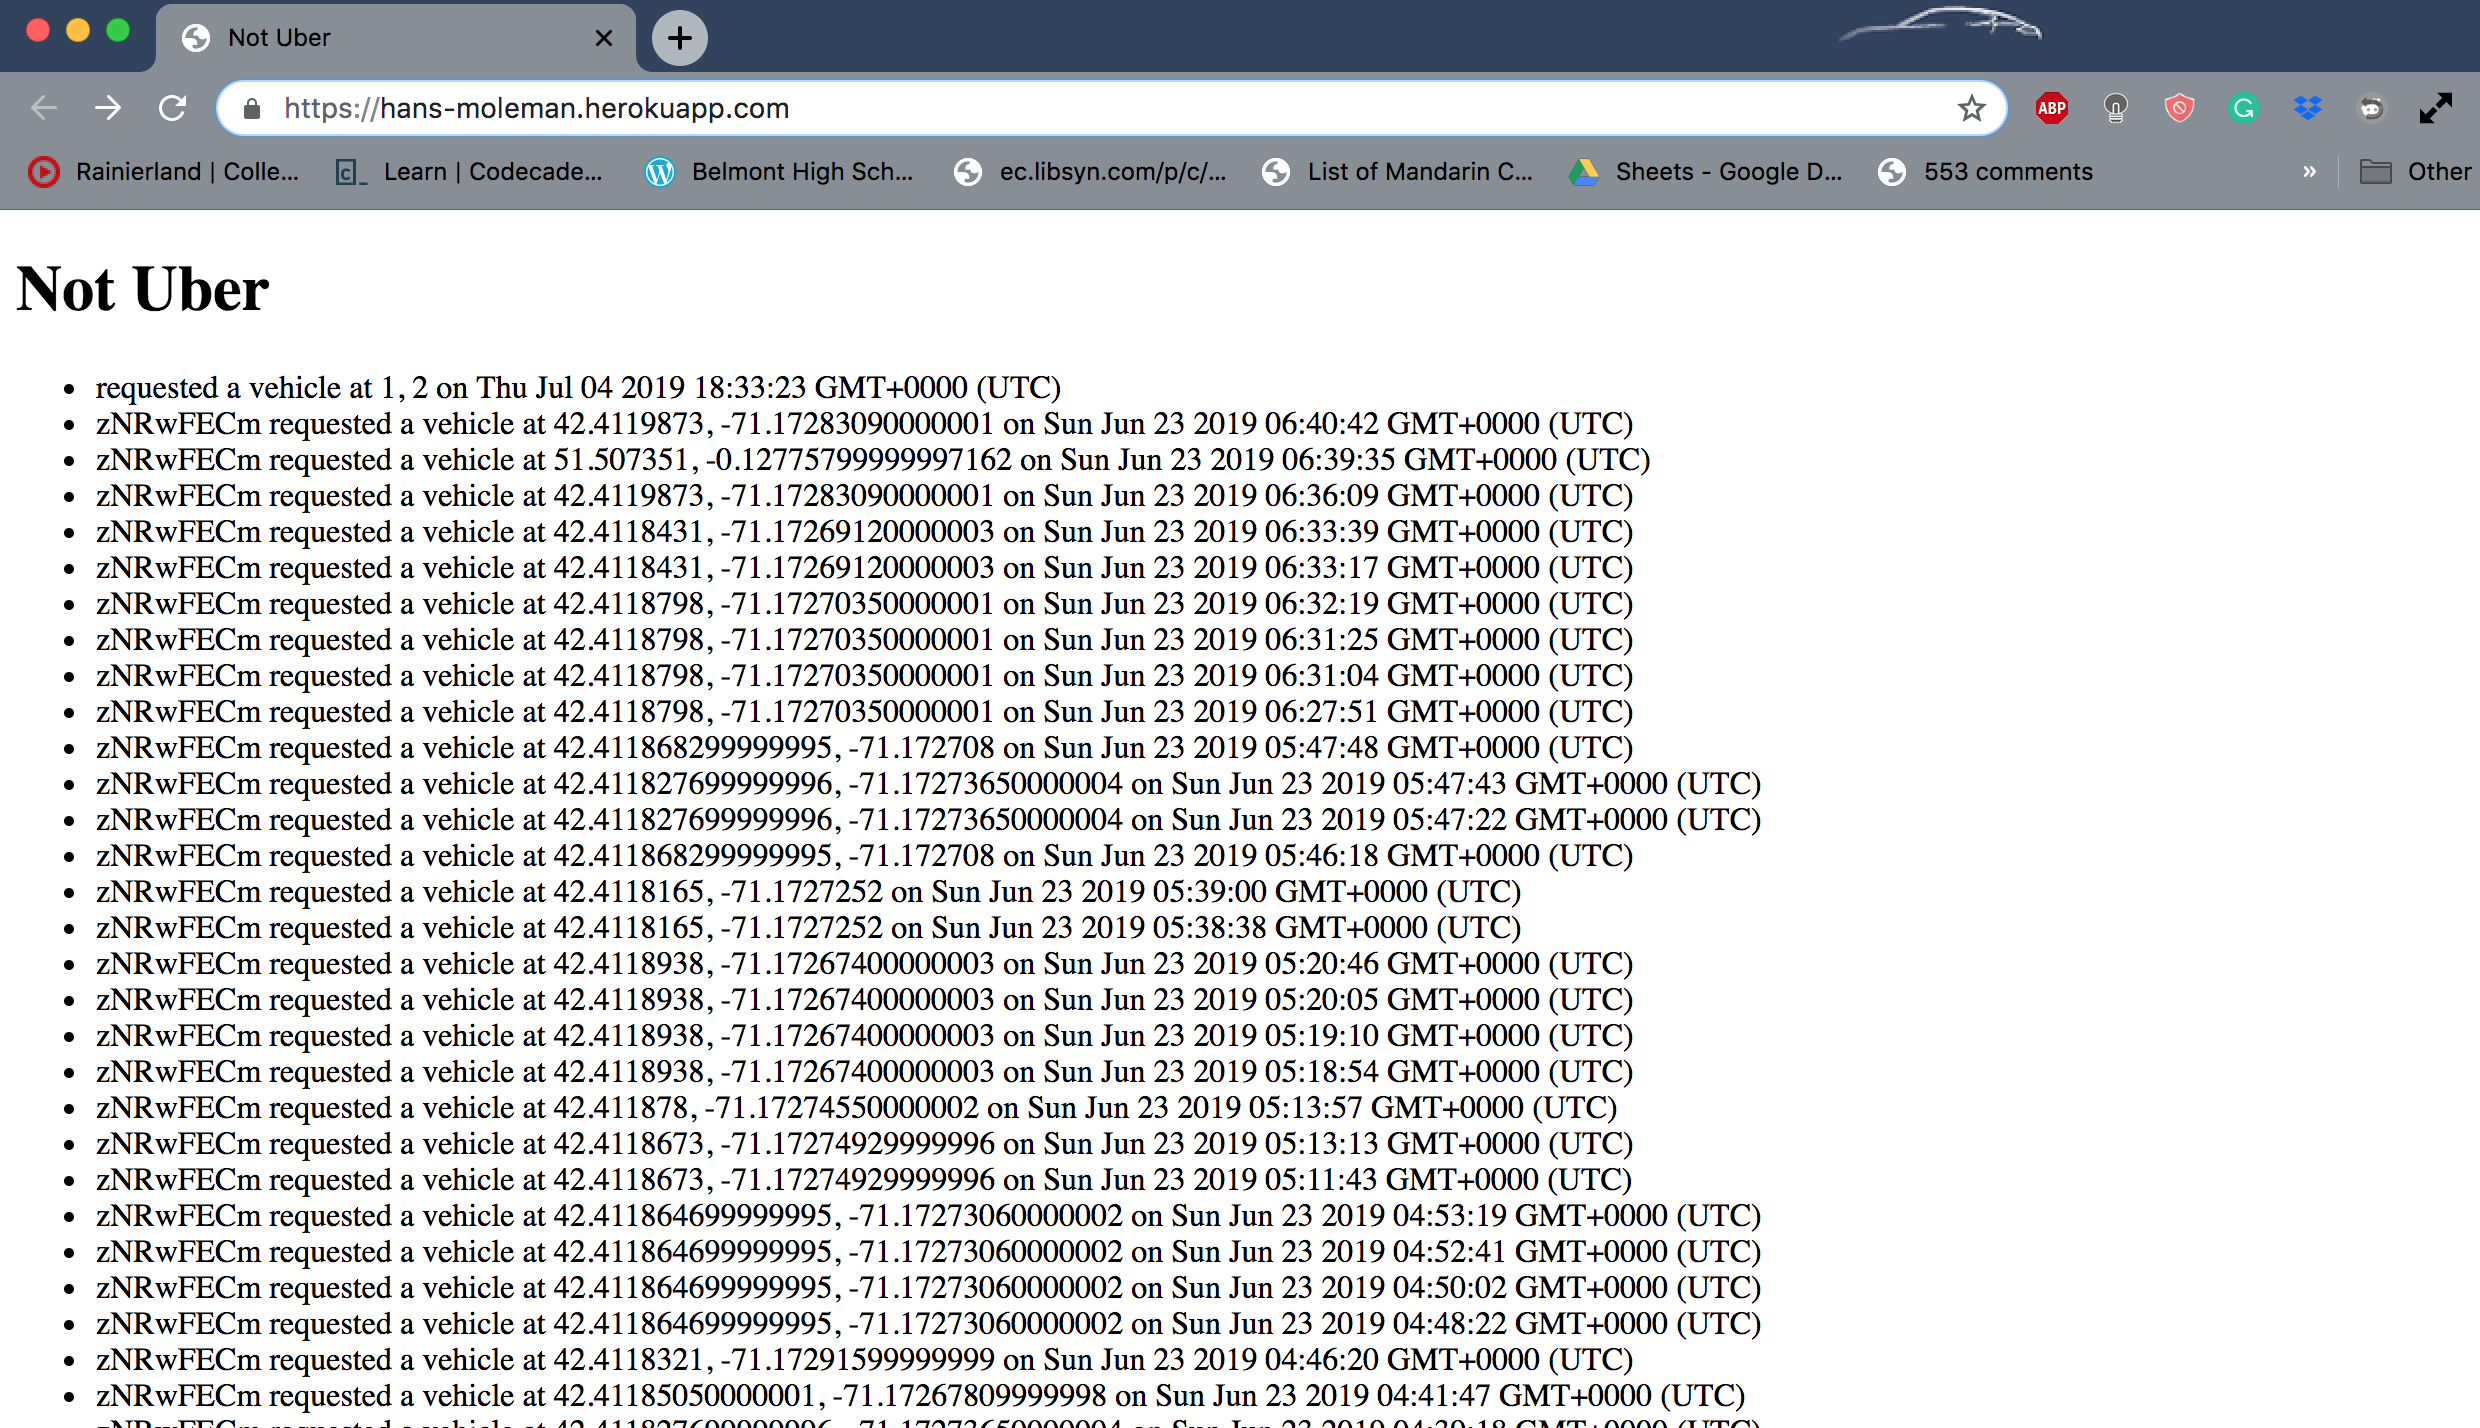 Not Uber
https://hans-moleman.herokuapp.com
ABP
Rainierland | Colle... Learn | Codecade... Belmont High Sch... ec.libsyn.com/p/c/... List of Mandarin C... Sheets - Google D... 553 comments » Other
Not Uber
requested a vehicle at 1, 2 on Thu Jul 04 2019 18:33:23 GMT+0000 (UTC)
zNRwFECm requested a vehicle at 42.4119873, -71.17283090000001 on Sun Jun 23 2019 06:40:42 GMT+0000 (UTC)
zNRwFECm requested a vehicle at 51.507351, -0.12775799999997162 on Sun Jun 23 2019 06:39:35 GMT+0000 (UTC)
zNRwFECm requested a vehicle at 42.4119873, -71.17283090000001 on Sun Jun 23 2019 06:36:09 GMT+0000 (UTC)
zNRwFECm requested a vehicle at 42.4118431, -71.17269120000003 on Sun Jun 23 2019 06:33:39 GMT+0000 (UTC)
zNRwFECm requested a vehicle at 42.4118431, -71.17269120000003 on Sun Jun 23 2019 06:33:17 GMT+0000 (UTC)
zNRwFECm requested a vehicle at 42.4118798, -71.17270350000001 on Sun Jun 23 2019 06:32:19 GMT+0000 (UTC)
zNRwFECm requested a vehicle at 42.4118798, -71.17270350000001 on Sun Jun 23 2019 06:31:25 GMT+0000 (UTC)
zNRwFECm requested a vehicle at 42.4118798, -71.17270350000001 on Sun Jun 23 2019 06:31:04 GMT+0000 (UTC)
zNRwFECm requested a vehicle at 42.4118798, -71.17270350000001 on Sun Jun 23 2019 06:27:51 GMT+0000 (UTC)
zNRwFECm requested a vehicle at 42.411868299999995, -71.172708 on Sun Jun 23 2019 05:47:48 GMT+0000 (UTC)
zNRwFECm requested a vehicle at 42.411827699999996, -71.17273650000004 on Sun Jun 23 2019 05:47:43 GMT+0000 (UTC)
zNRwFECm requested a vehicle at 42.411827699999996, -71.17273650000004 on Sun Jun 23 2019 05:47:22 GMT+0000 (UTC)
zNRwFECm requested a vehicle at 42.411868299999995, -71.172708 on Sun Jun 23 2019 05:46:18 GMT+0000 (UTC)
zNRwFECm requested a vehicle at 42.4118165, -71.1727252 on Sun Jun 23 2019 05:39:00 GMT+0000 (UTC)
zNRwFECm requested a vehicle at 42.4118165, -71.1727252 on Sun Jun 23 2019 05:38:38 GMT+0000 (UTC)
zNRwFECm requested a vehicle at 42.4118938, -71.17267400000003 on Sun Jun 23 2019 05:20:46 GMT+0000 (UTC)
zNRwFECm requested a vehicle at 42.4118938, -71.17267400000003 on Sun Jun 23 2019 05:20:05 GMT+0000 (UTC)
zNRwFECm requested a vehicle at 42.4118938, -71.17267400000003 on Sun Jun 23 2019 05:19:10 GMT+0000 (UTC)
zNRwFECm requested a vehicle at 42.4118938, -71.17267400000003 on Sun Jun 23 2019 05:18:54 GMT+0000 (UTC)
zNRwFECm requested a vehicle at 42.411878, -71.17274550000002 on Sun Jun 23 2019 05:13:57 GMT+0000 (UTC)
zNRwFECm requested a vehicle at 42.4118673, -71.17274929999996 on Sun Jun 23 2019 05:13:13 GMT+0000 (UTC)
zNRwFECm requested a vehicle at 42.4118673, -71.17274929999996 on Sun Jun 23 2019 05:11:43 GMT+0000 (UTC)
zNRwFECm requested a vehicle at 42.411864699999995, -71.17273060000002 on Sun Jun 23 2019 04:53:19 GMT+0000 (UTC)
zNRwFECm requested a vehicle at 42.411864699999995, -71.17273060000002 on Sun Jun 23 2019 04:52:41 GMT+0000 (UTC)
zNRwFECm requested a vehicle at 42.411864699999995, -71.17273060000002 on Sun Jun 23 2019 04:50:02 GMT+0000 (UTC)
zNRwFECm requested a vehicle at 42.411864699999995, -71.17273060000002 on Sun Jun 23 2019 04:48:22 GMT+0000 (UTC)
zNRwFECm requested a vehicle at 42.4118321, -71.17291599999999 on Sun Jun 23 2019 04:46:20 GMT+0000 (UTC)
zNRwFECm requested a vehicle at 42.41185050000001, -71.17267809999998 on Sun Jun 23 2019 04:41:47 GMT+0000 (UTC)